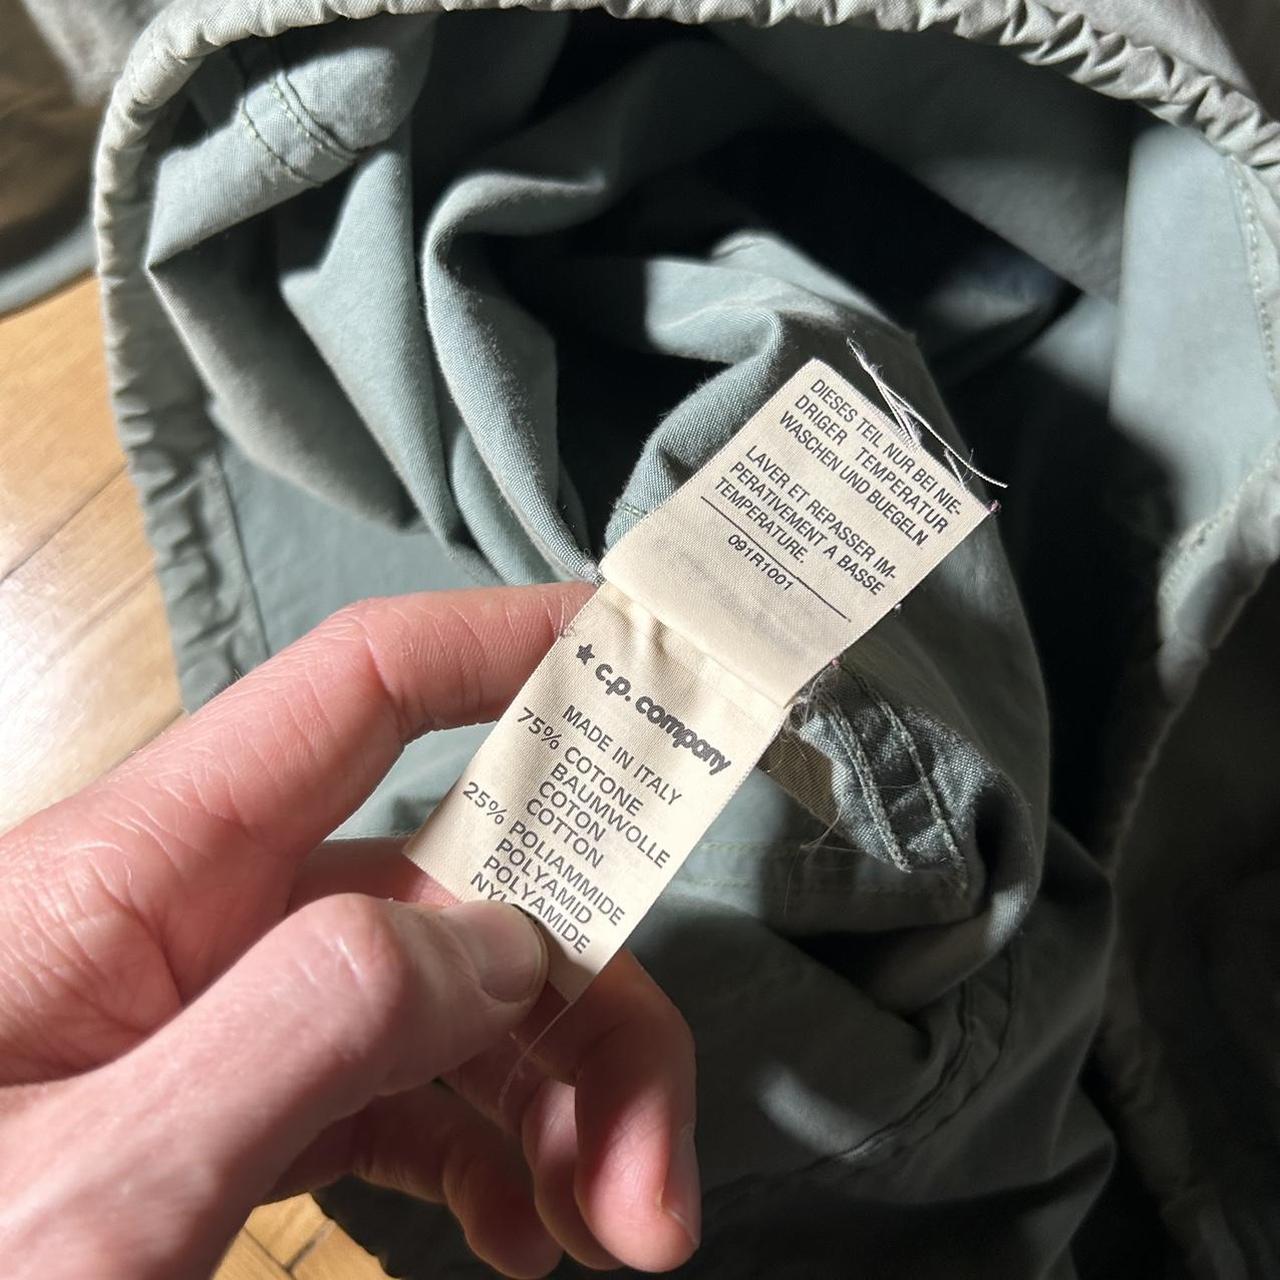 DIESES TEIL NUR BEI NIE-
DRIGER TEMPERATUR
WASCHEN UND BUEGELN.
LAVER ET REPASSER IM-
PERATIVEMENT A BASSE
TEMPERATURE.
091R1001
★ c.p. company
MADE IN ITALY
75% COTONE
BAUMWOLLE
COTON
COTTON
25% POLIAMMIDE
POLYAMID
POLYAMIDE